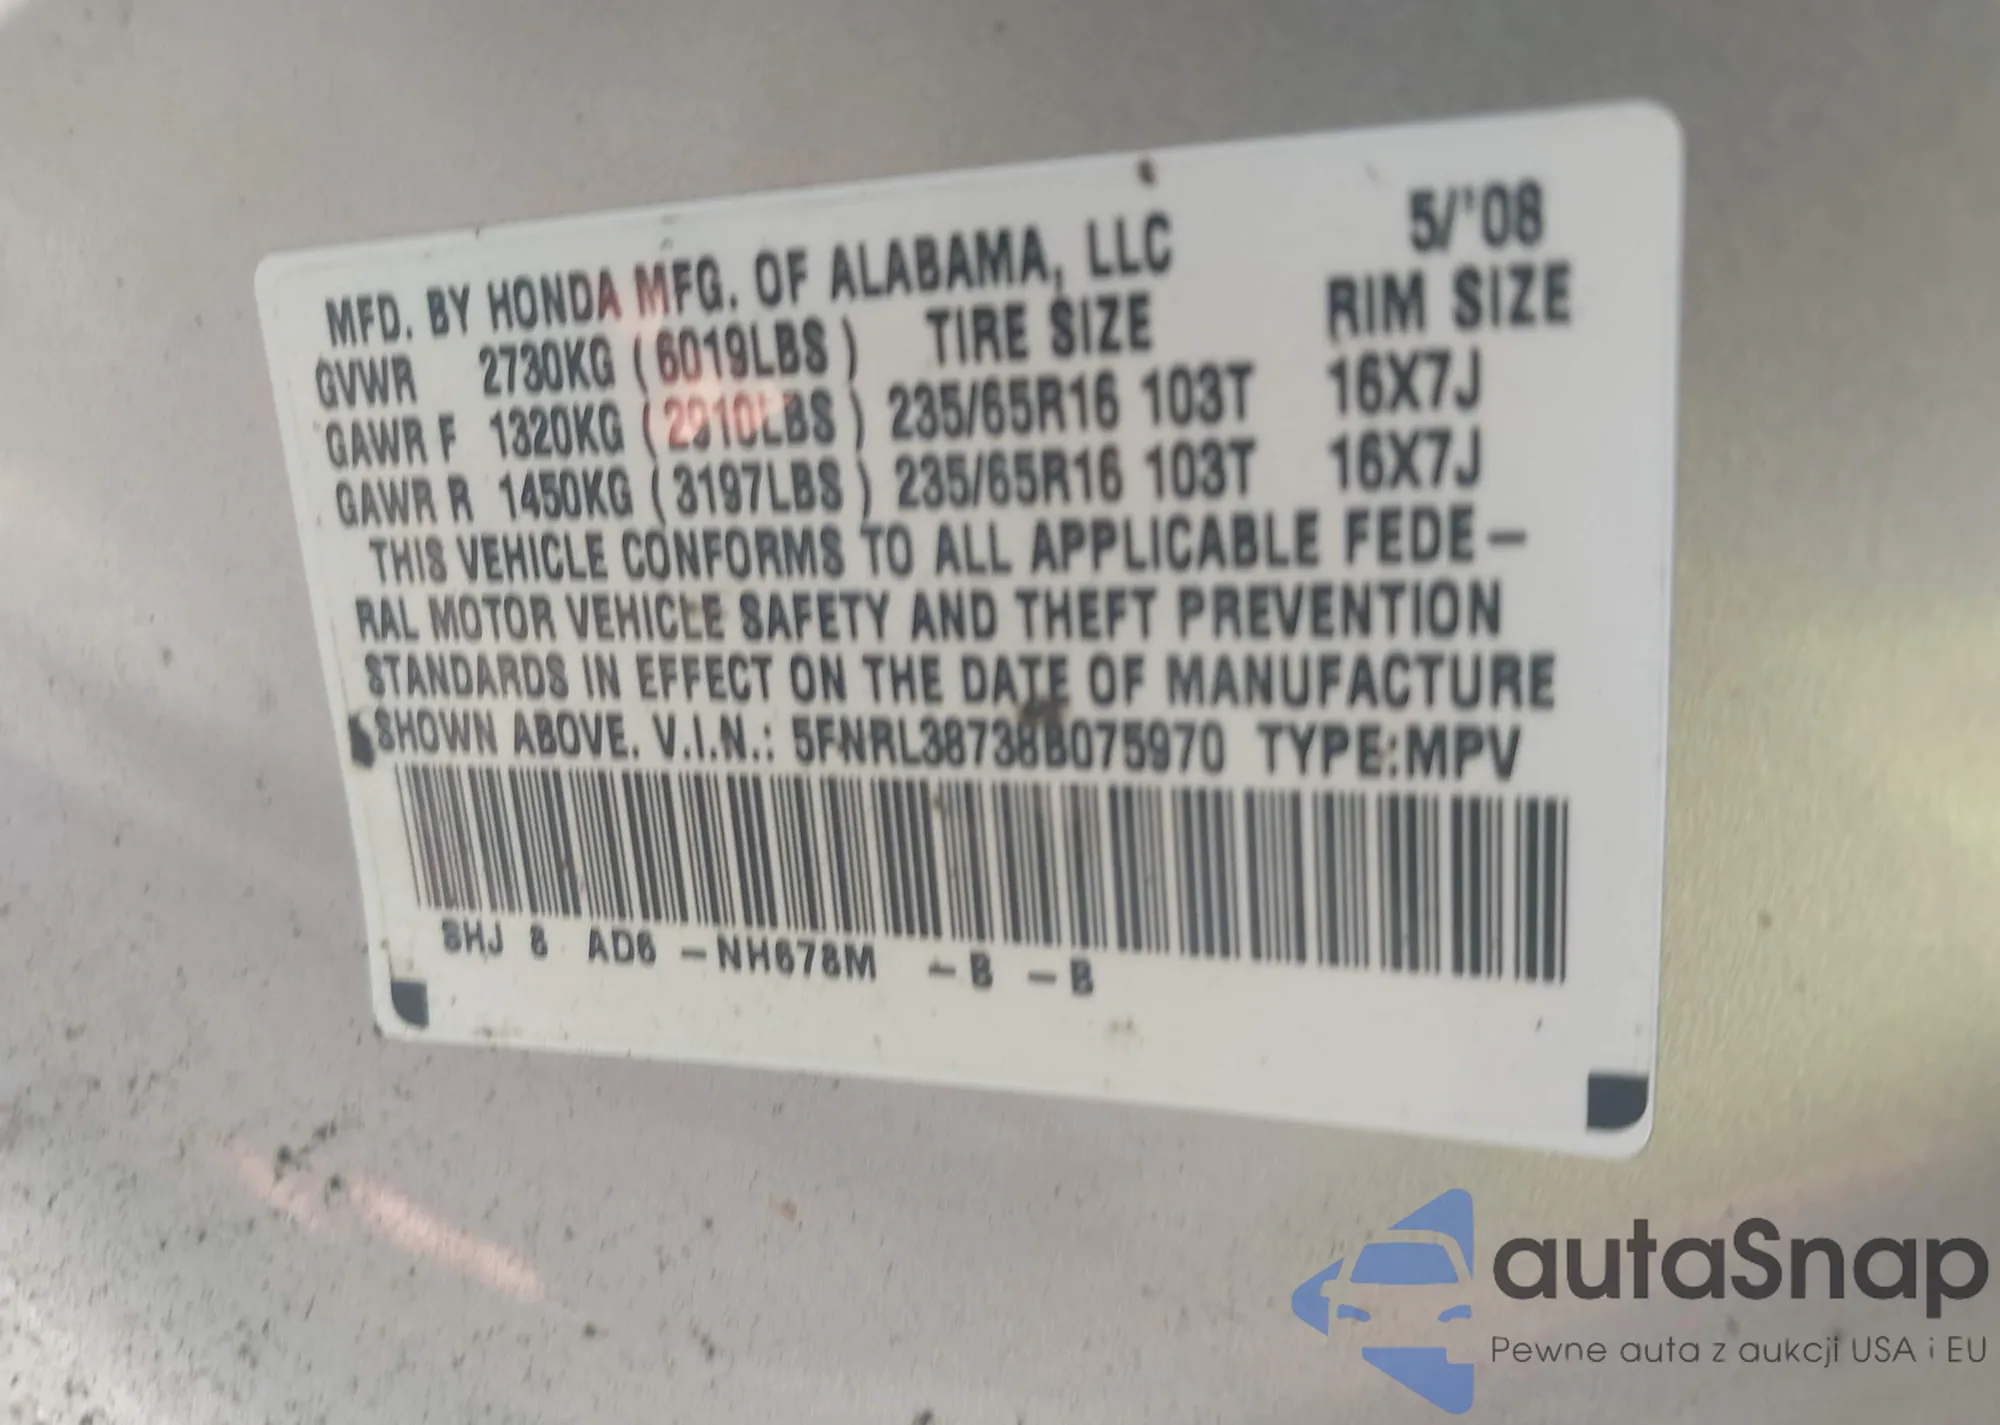 5/'08
MFD. BY HONDA MFG. OF ALABAMA, LLC
GVWR 2730KG (6019LBS) TIRE SIZE RIM SIZE
GAWR F 1320KG (2910LBS) 235/65R16 103T 16X7J
GAWR R 1450KG (3197LBS) 235/65R16 103T 16X7J
THIS VEHICLE CONFORMS TO ALL APPLICABLE FEDE-
RAL MOTOR VEHICLE SAFETY AND THEFT PREVENTION
STANDARDS IN EFFECT ON THE DATE OF MANUFACTURE
SHOWN ABOVE. V.I.N.: 5FNRL38738B075970 TYPE:MPV
SHJ 8 AD6 -NH678M -B -B
autaSnap
Pewne auta z aukcji USA i EU